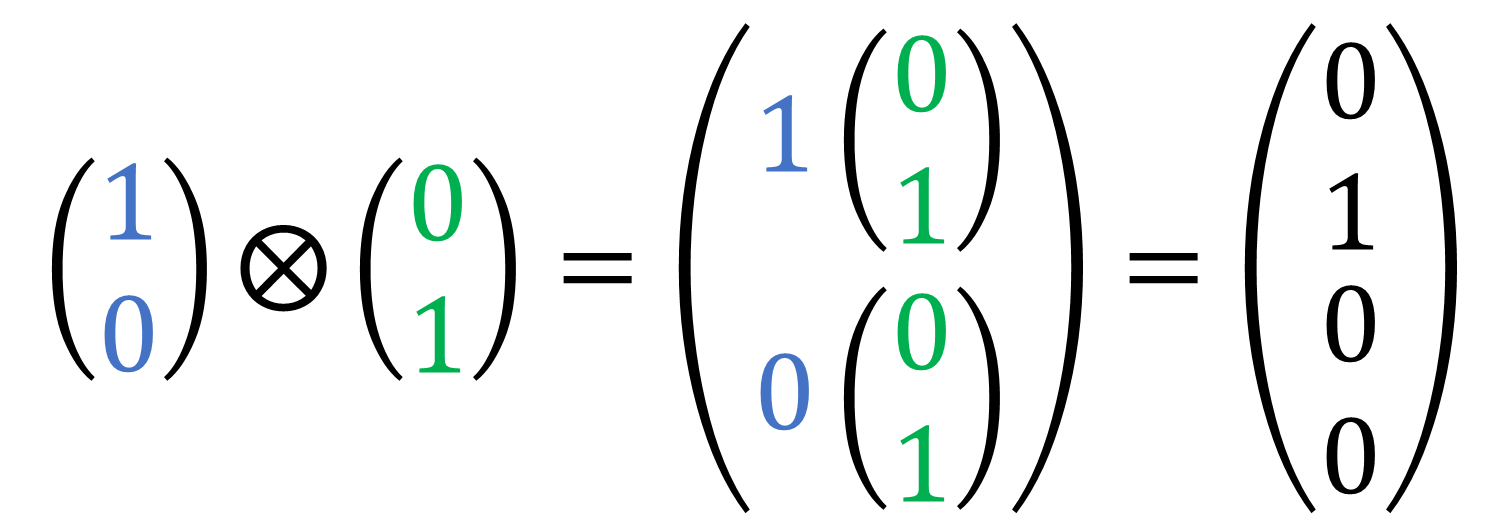 (1 0) ⊗ (0 1) = (1 (0 1) 0 (0 1)) = (0 1 0 0)